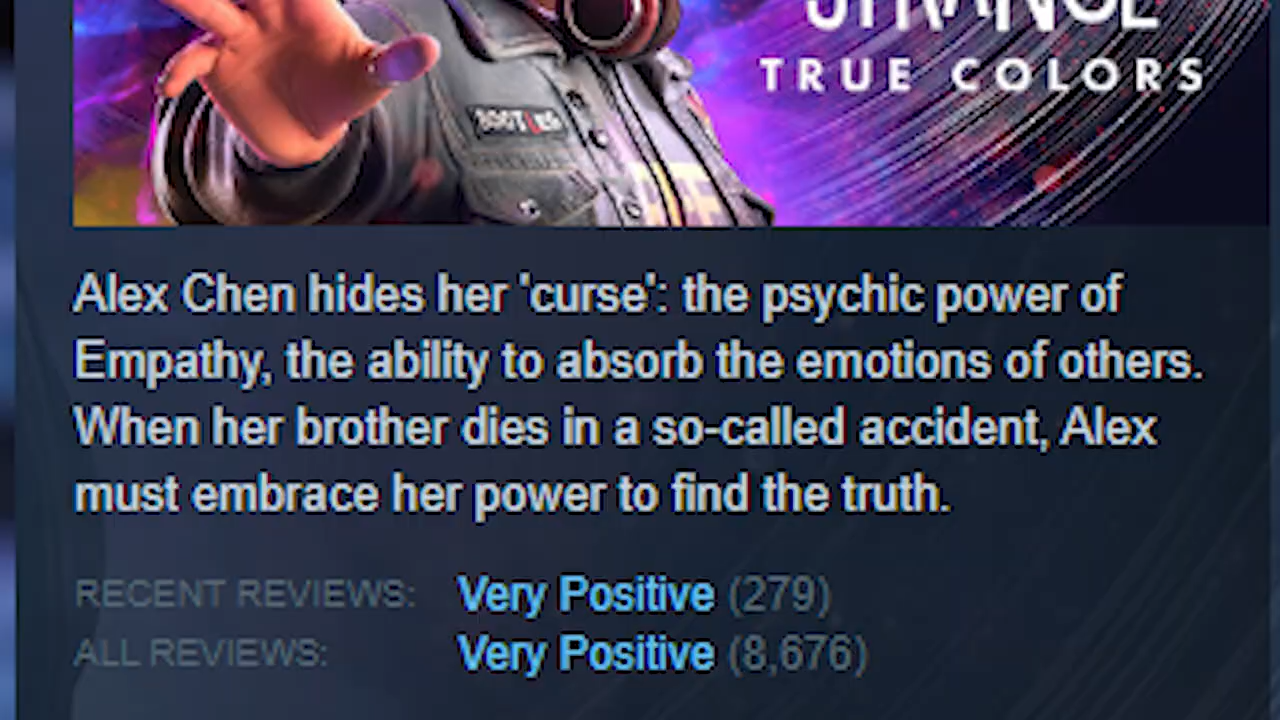 STRANGE
TRUE COLORS
Alex Chen hides her 'curse': the psychic power of
Empathy, the ability to absorb the emotions of others.
When her brother dies in a so-called accident, Alex
must embrace her power to find the truth.
RECENT REVIEWS: Very Positive (279)
ALL REVIEWS: Very Positive (8,676)